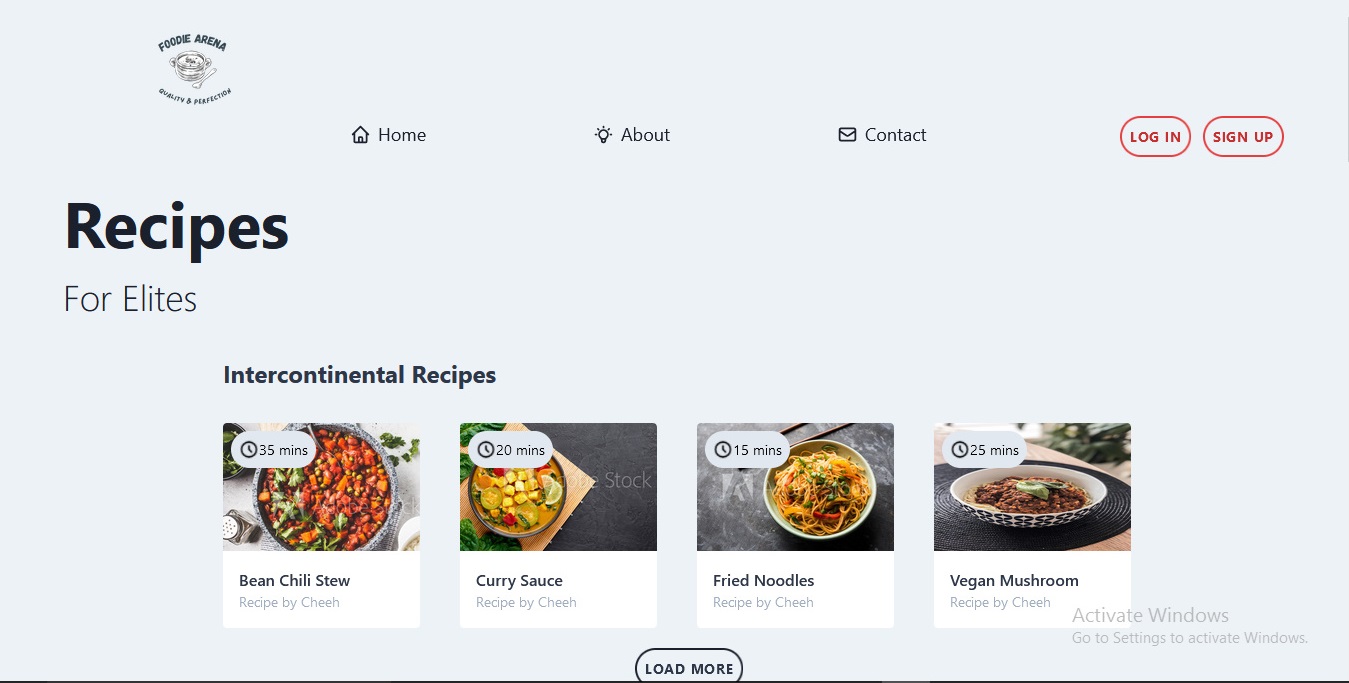 FOODIE ARENA
QUALITY & PERFECTION
Home
About
Contact
LOG IN
SIGN UP
Recipes
For Elites
Intercontinental Recipes
35 mins
20 mins
15 mins
25 mins
Stock
Bean Chili Stew
Curry Sauce
Fried Noodles
Vegan Mushroom
Recipe by Cheeh
Recipe by Cheeh
Recipe by Cheeh
Recipe by Cheeh
Activate Windows
Go to Settings to activate Windows.
LOAD MORE